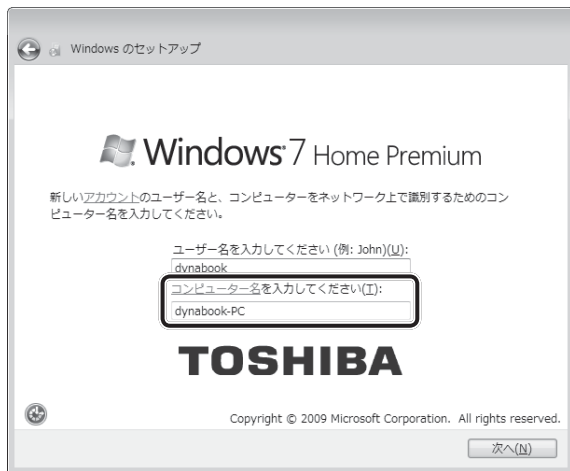 Windows のセットアップ
Windows 7 Home Premium
新しいアカウントのユーザー名と、コンピューターをネットワーク上で識別するためのコン
ピューター名を入力してください。
ユーザー名を入力してください (例: John)(U):
dynabook
コンピューター名を入力してください(T):
dynabook-PC
TOSHIBA
Copyright © 2009 Microsoft Corporation. All rights reserved.
次へ(N)